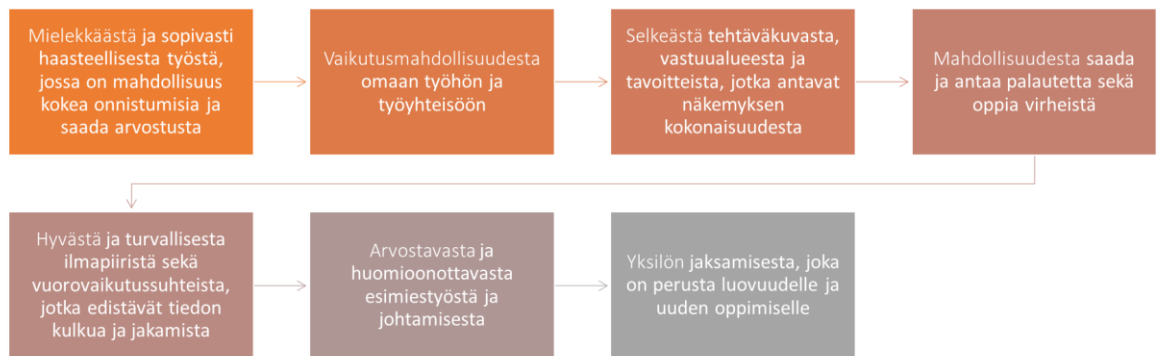 Mielekkäästä ja sopivasti
haasteellisesta työstä,
jossa on mahdollisuus
kokea onnistumisia ja
saada arvostusta
Vaikutusmahdollisuudesta
omaan työhön ja
työyhteisöön
Selkeästä tehtäväkuvasta,
vastuualueesta ja
tavoitteista, jotka antavat
näkemyksen
kokonaisuudesta
Mahdollisuudesta saada
ja antaa palautetta sekä
oppia virheistä
Hyvästä ja turvallisesta
ilmapiiristä sekä
vuorovaikutussuhteista,
jotka edistävät tiedon
kulkua ja jakamista
Arvostavasta ja
huomioonottavasta
esimiestyöstä ja
johtamisesta
Yksilön jaksamisesta, joka
on perusta luovuudelle ja
uuden oppimiselle